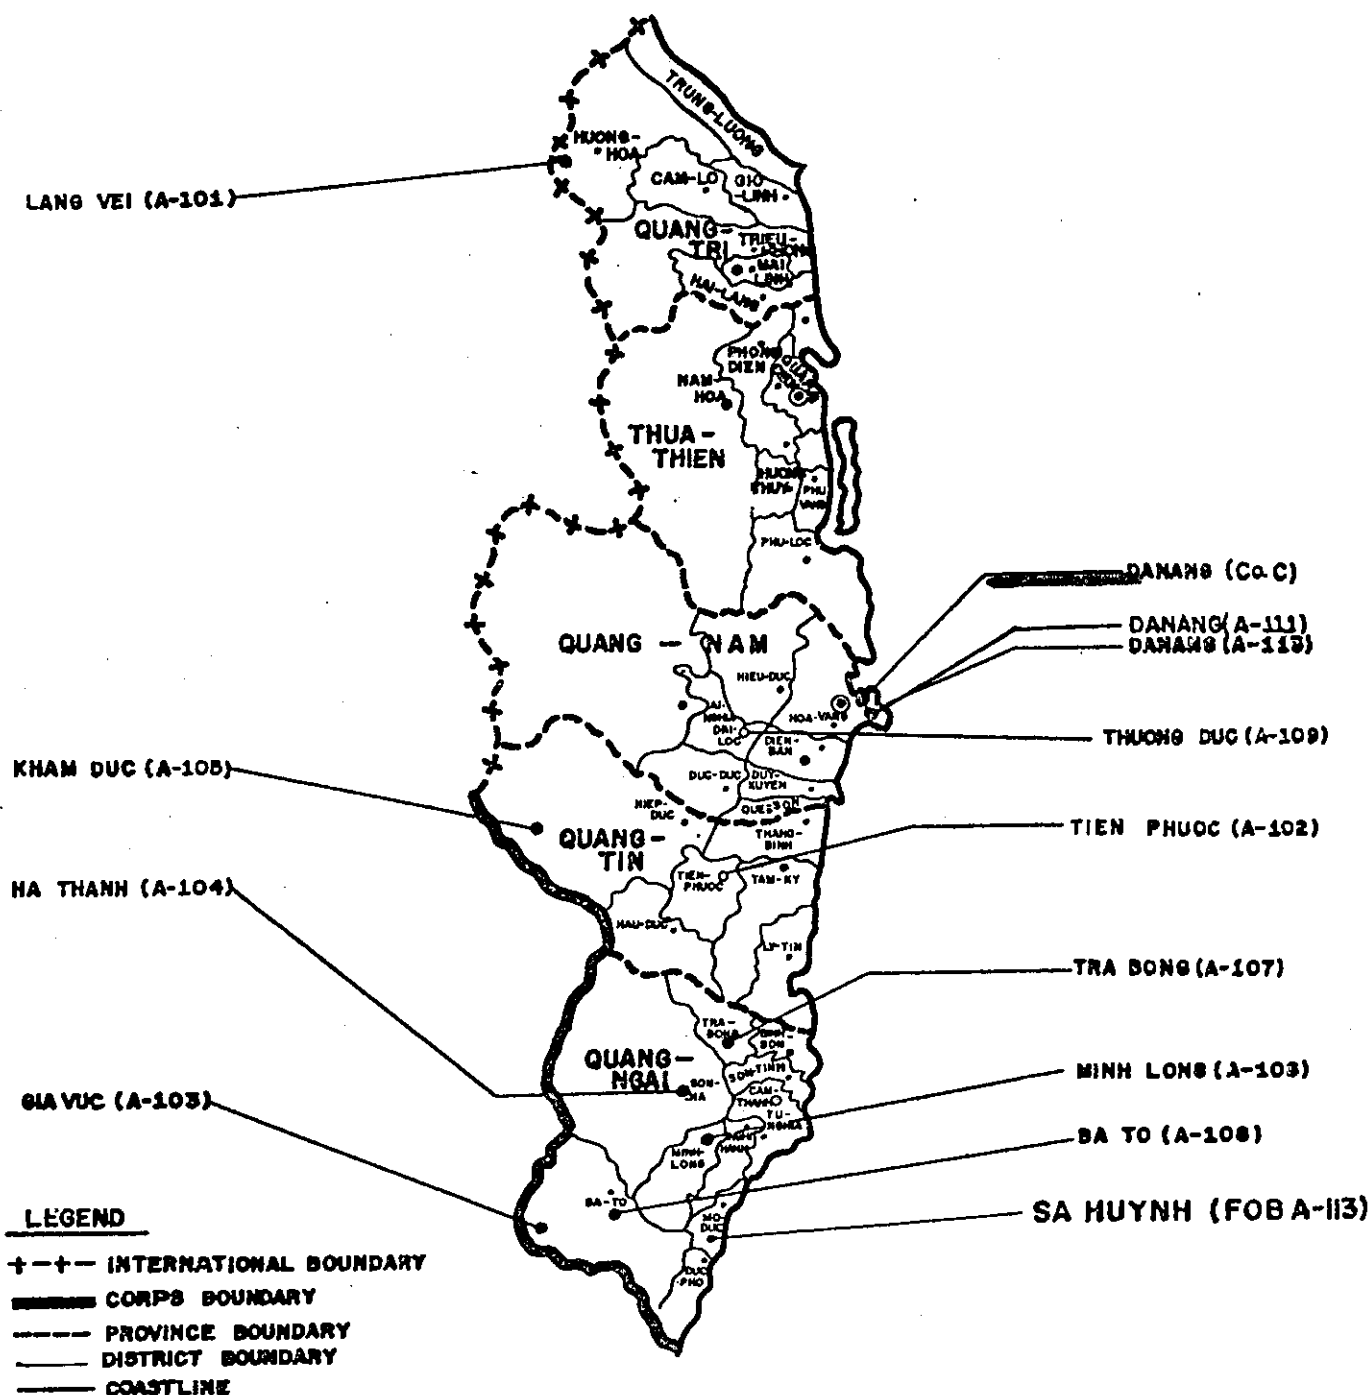 TRUNG-LUONG
HUONG-
HOA
LANG VEI (A-101)
CAM-LO
GIO
-LINH
QUANG-
TRI
TRIEU-
MAI
LINH
HAI-LANG
PHONG
DIEN
NAM-
HOA
THUA-
THIEN
HUONG
THUY-
PHU
VANG
PHU-LOC
DANANG (Co. C)
DANANG (A-111)
DANANG (A-113)
QUANG - NAM
HIEU-DUC
HOA-VANG
DAI-
LOC
DIEN-
BAN
THUONG DUC (A-109)
KHAM DUC (A-105)
DUC-DUC
DUY-
XUYEN
HIEP-
DUC
QUE-SON
THANG-
BINH
QUANG-
TIN
TIEN PHUOC (A-102)
TIEN-
PHUOC
TAM-KY
HA THANH (A-104)
HAU-DUC
LY-TIN
TRA BONG (A-107)
TRA-
BONG
BINH-
SON
QUANG-
NGAI
SON-TINH
SON-
HA
MINH LONG (A-103)
CAM-
THANH
TU-
NGHIA
GIA VUC (A-103)
MINH-
LONG
HANH
BA TO (A-106)
BA-TO
MO-
DUC
SA HUYNH (FOB A-113)
DUC
-PHO
LEGEND
+-+- INTERNATIONAL BOUNDARY
CORPS BOUNDARY
PROVINCE BOUNDARY
DISTRICT BOUNDARY
COASTLINE